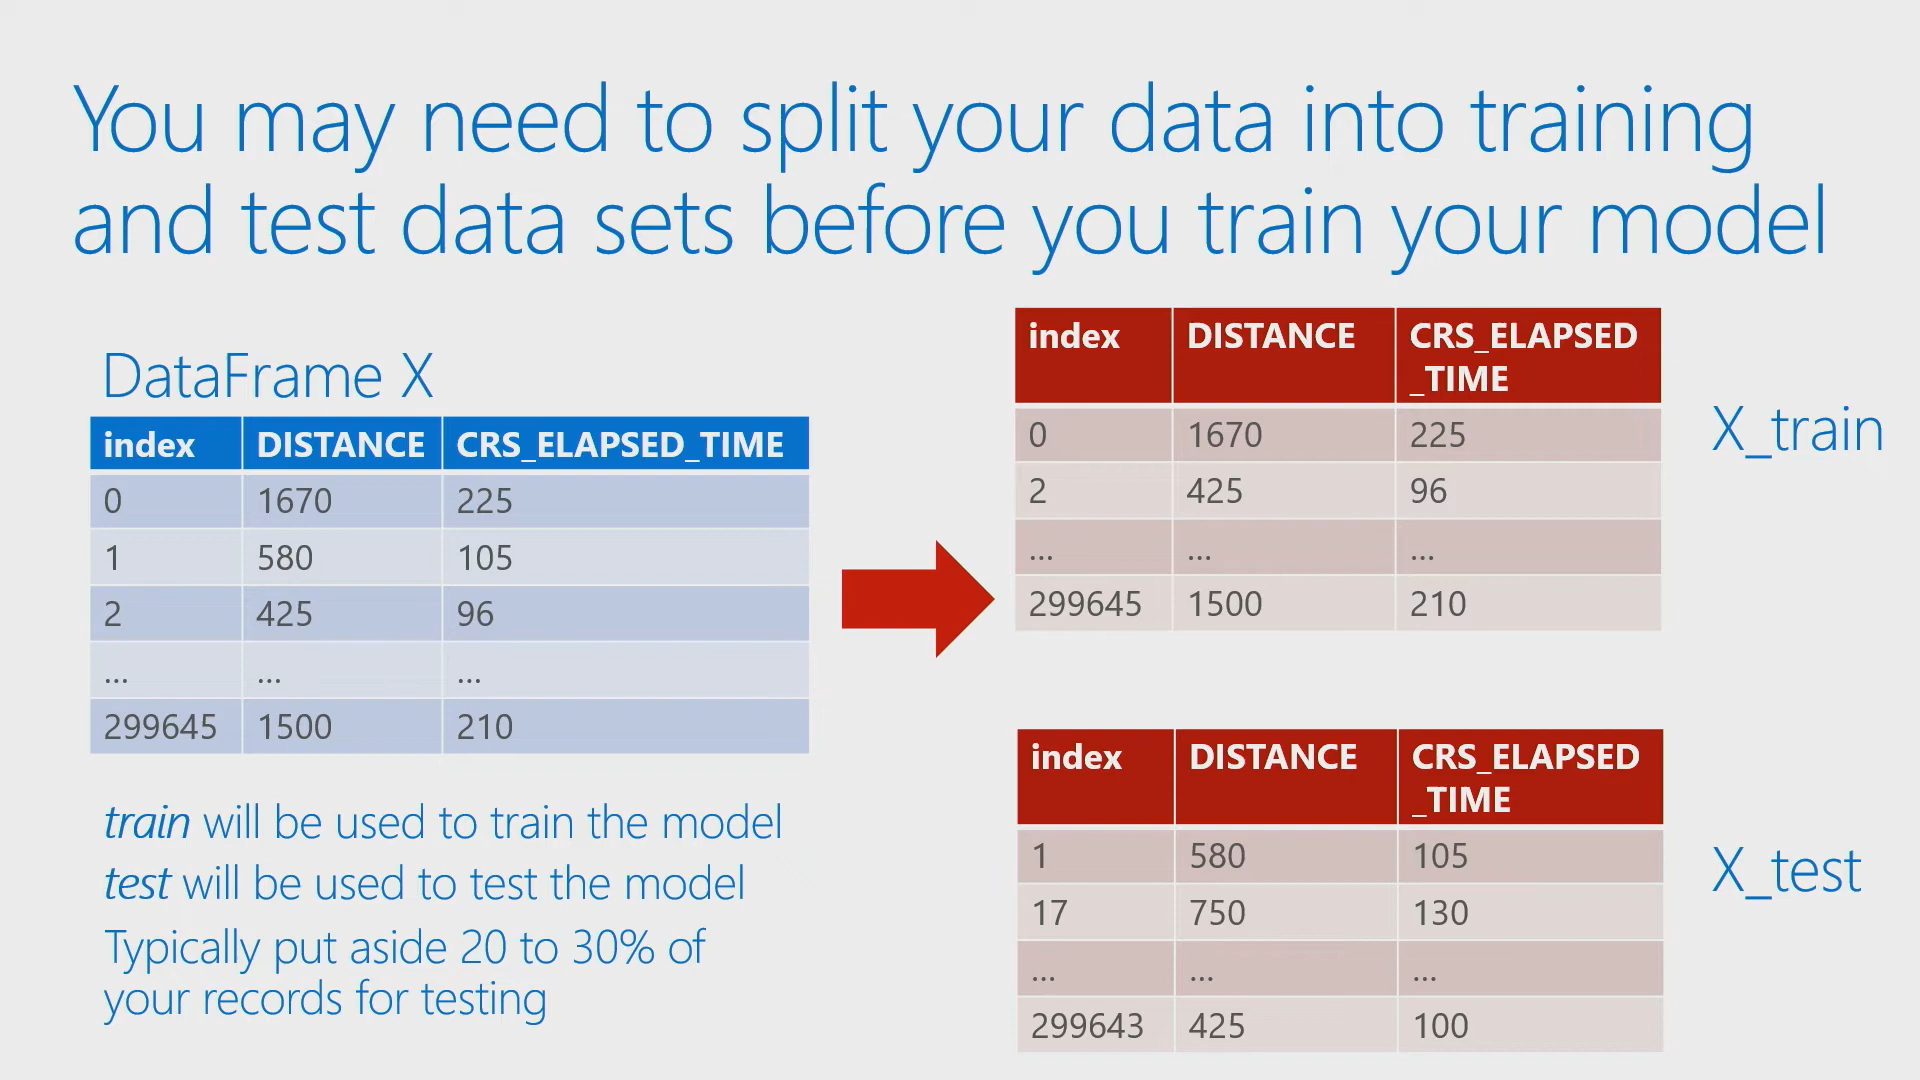 You may need to split your data into training
and test data sets before you train your model
DataFrame X
index DISTANCE CRS_ELAPSED_TIME
0 1670 225
1 580 105
2 425 96
... ... ...
299645 1500 210
train will be used to train the model
test will be used to test the model
Typically put aside 20 to 30% of
your records for testing
index DISTANCE CRS_ELAPSED
_TIME
0 1670 225
2 425 96
... ... ...
299645 1500 210
X_train
index DISTANCE CRS_ELAPSED
_TIME
1 580 105
17 750 130
... ... ...
299643 425 100
X_test